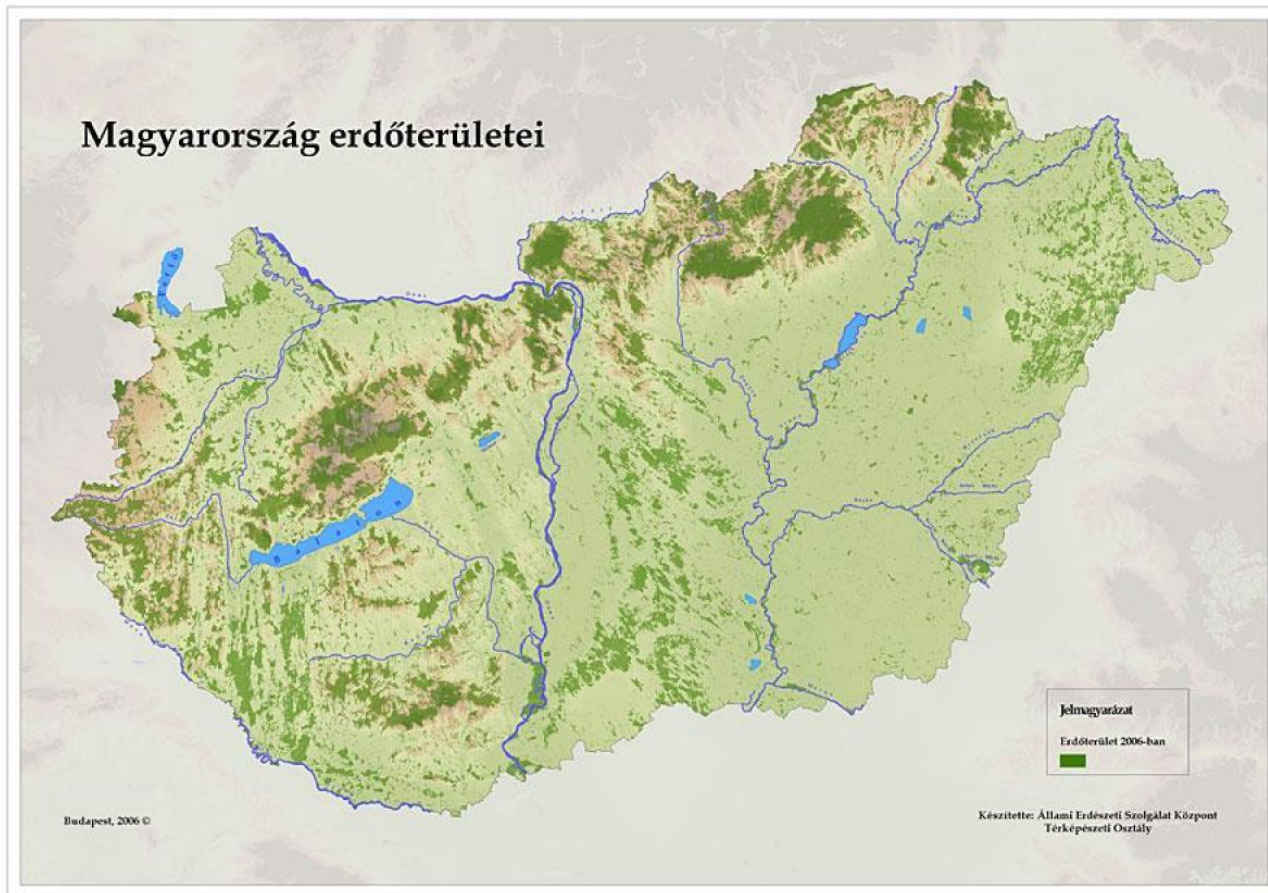 Magyarország erdőterületei
Balaton
Jelmagyarázat
Erdőterület 2006-ban
Budapest, 2006 ©
Készítette: Állami Erdészeti Szolgálat Központ
Térképészeti Osztály